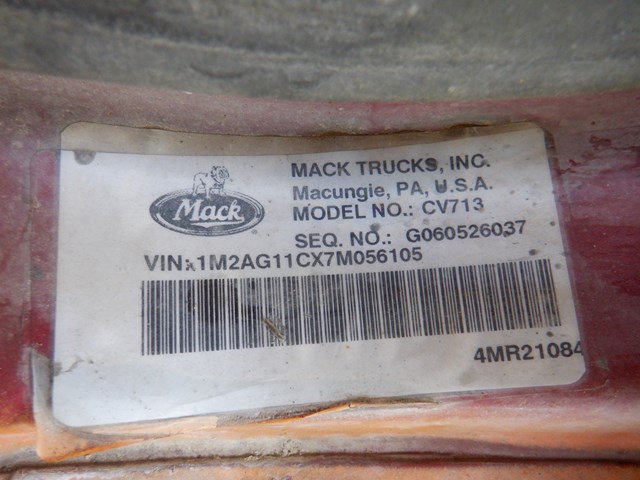 Mack
MACK TRUCKS, INC.
Macungie, PA, U.S.A.
MODEL NO.: CV713
SEQ. NO.: G060526037
VIN: 1M2AG11CX7M056105
4MR21084